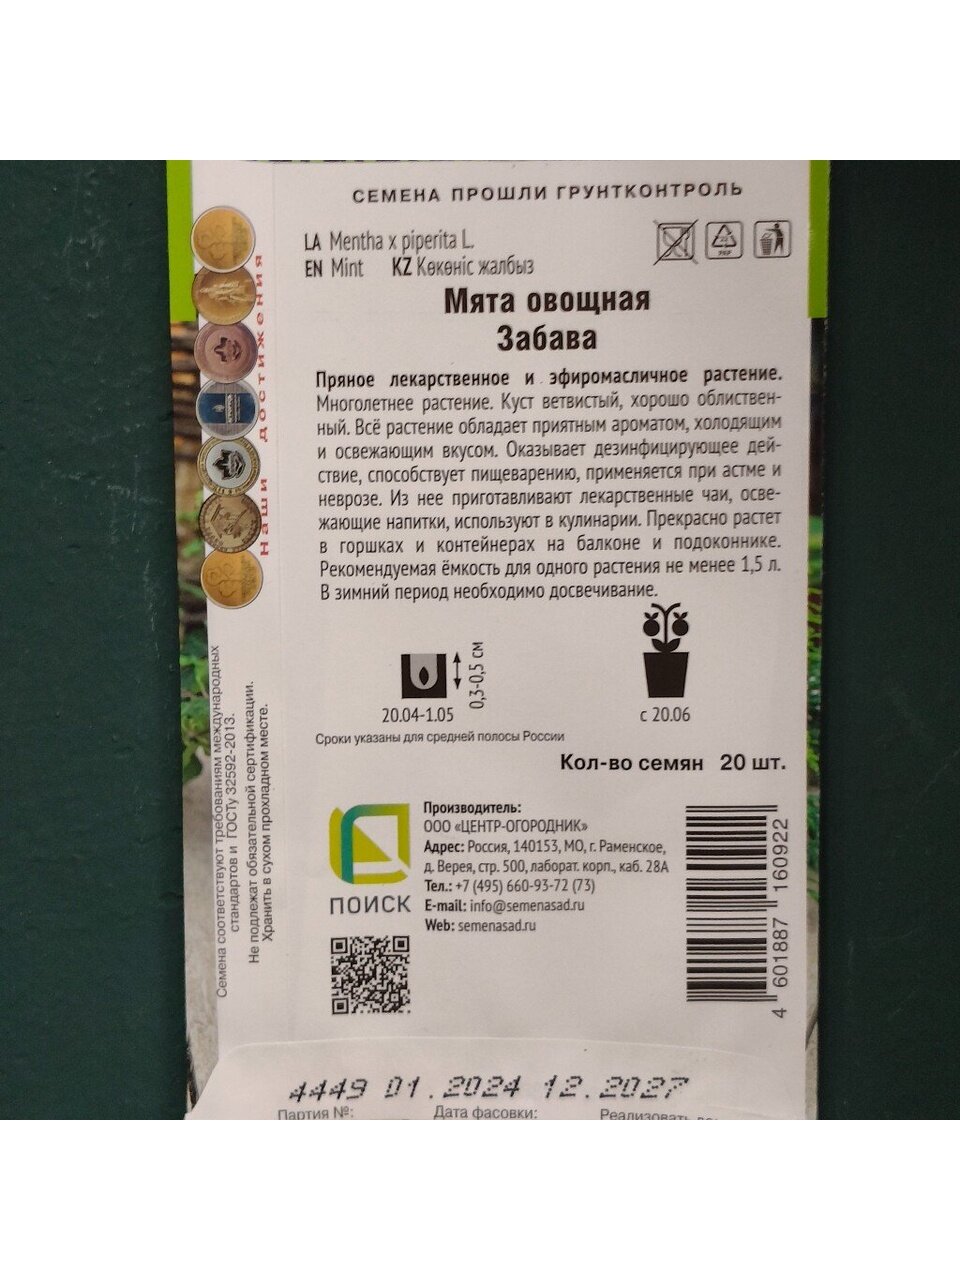 СЕМЕНА ПРОШЛИ ГРУНТКОНТРОЛЬ
LA Mentha x piperita L.
EN Mint KZ Көкөніс жалбыз
Мята овощная
Забава
Пряное лекарственное и эфиромасличное растение.
Многолетнее растение. Куст ветвистый, хорошо облиствен-
ный. Всё растение обладает приятным ароматом, холодящим
и освежающим вкусом. Оказывает дезинфицирующее дей-
ствие, способствует пищеварению, применяется при астме и
неврозе. Из нее приготавливают лекарственные чаи, осве-
жающие напитки, используют в кулинарии. Прекрасно растет
в горшках и контейнерах на балконе и подоконнике.
Рекомендуемая ёмкость для одного растения не менее 1,5 л.
В зимний период необходимо досвечивание.
0,3-0,5 см
20.04-1.05
с 20.06
Сроки указаны для средней полосы России
Кол-во семян 20 шт.
Производитель:
ООО «ЦЕНТР-ОГОРОДНИК»
Адрес: Россия, 140153, МО, г. Раменское,
д. Верея, стр. 500, лаборат. корп., каб. 28А
Тел.: +7 (495) 660-93-72 (73)
E-mail: info@semenasad.ru
Web: semenasad.ru
ПОИСК
4 601887 160922
Наши достижения
Семена соответствуют требованиям международных
стандартов и ГОСТу 32592-2013.
Не подлежат обязательной сертификации.
Хранить в сухом прохладном месте.
4449 01.2024 12.2027
Партия №: Дата фасовки: Реализовать до